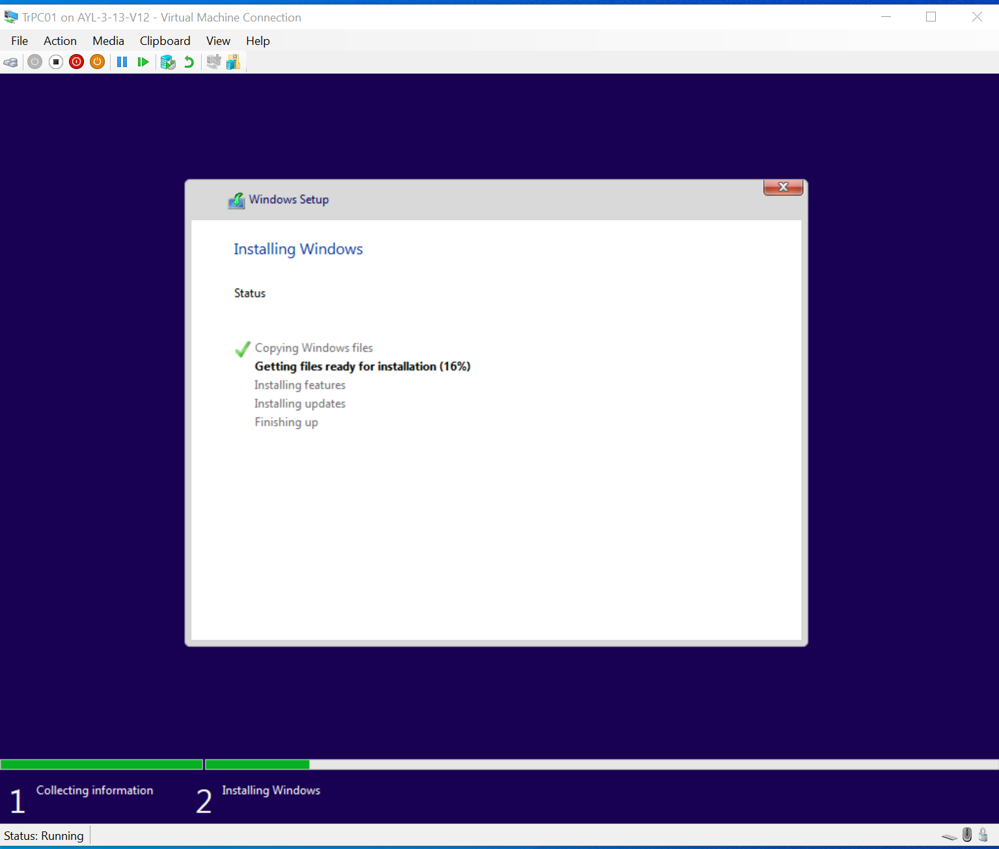 TrPC01 on AYL-3-13-V12 - Virtual Machine Connection
File Action Media Clipboard View Help
Windows Setup
Installing Windows
Status
Copying Windows files
Getting files ready for installation (16%)
Installing features
Installing updates
Finishing up
1 Collecting information 2 Installing Windows
Status: Running